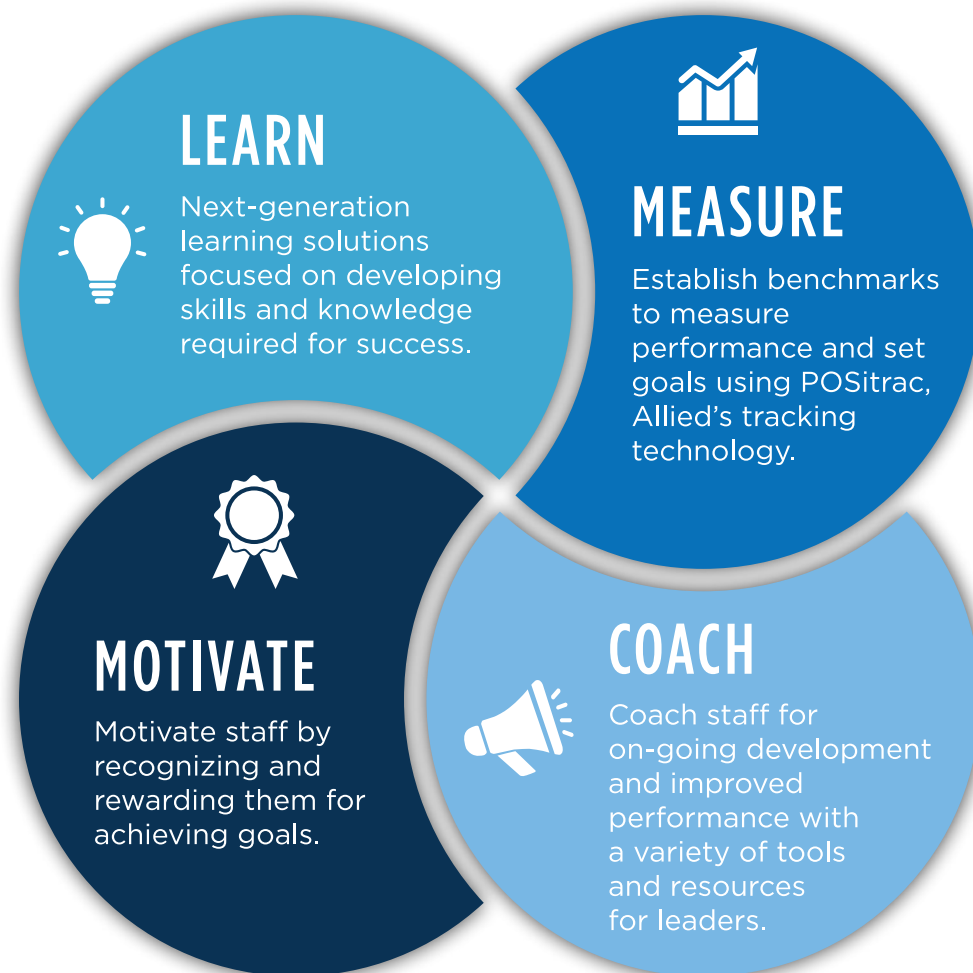 LEARN
Next-generation
learning solutions
focused on developing
skills and knowledge
required for success.
MEASURE
Establish benchmarks
to measure
performance and set
goals using POSitrac,
Allied’s tracking
technology.
MOTIVATE
Motivate staff by
recognizing and
rewarding them for
achieving goals.
COACH
Coach staff for
on-going development
and improved
performance with
a variety of tools
and resources
for leaders.